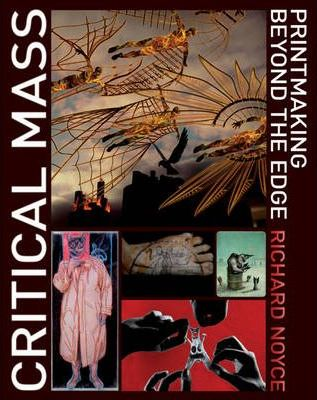 CRITICAL MASS
PRINTMAKING
BEYOND THE EDGE RICHARD NOYCE